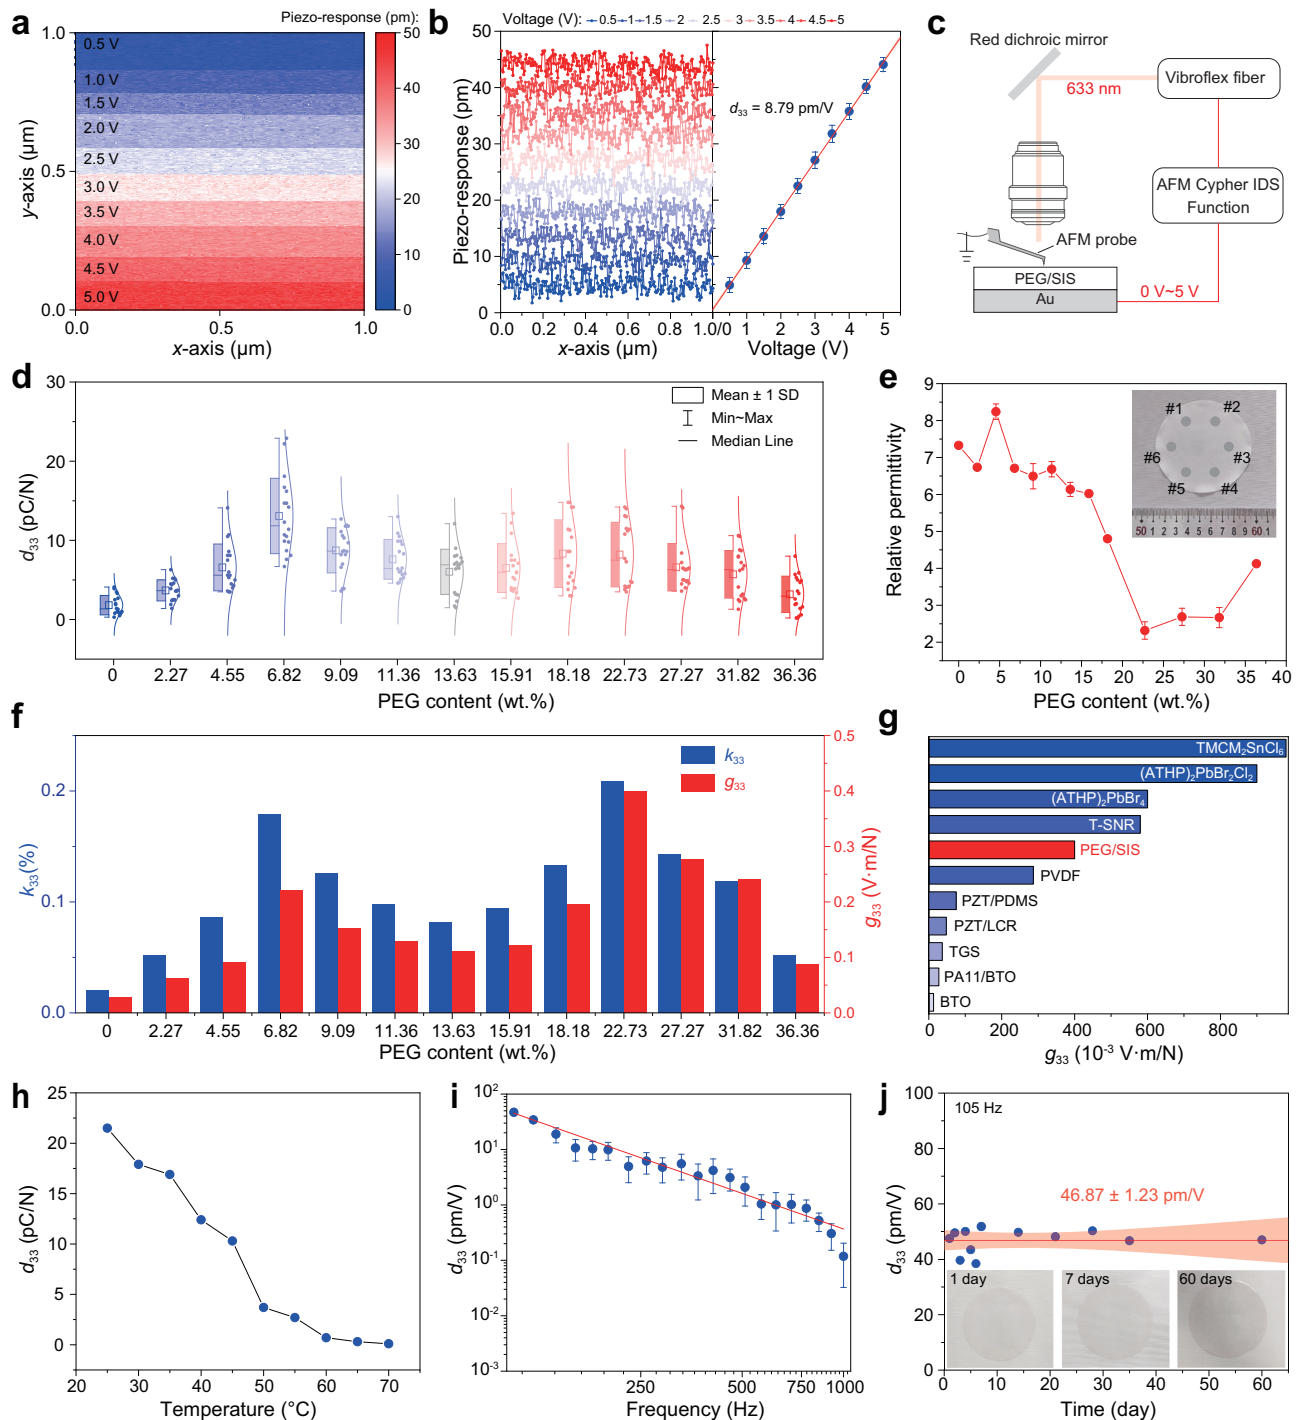 a
Piezo-response (pm):
1.0
0.5
0.0
y-axis (µm)
0.5 V
1.0 V
1.5 V
2.0 V
2.5 V
3.0 V
3.5 V
4.0 V
4.5 V
5.0 V
0.0 0.5 1.0
x-axis (µm)
50
40
30
20
10
0
b
Voltage (V): 0.5 1 1.5 2 2.5 3 3.5 4 4.5 5
Piezo-response (pm)
50
40
30
20
10
0
d33 = 8.79 pm/V
0.0 0.2 0.4 0.6 0.8 1.0/0 1 2 3 4 5
x-axis (µm) Voltage (V)
c
Red dichroic mirror
633 nm
Vibroflex fiber
AFM Cypher IDS
Function
AFM probe
PEG/SIS
Au
0 V~5 V
d
d33 (pC/N)
30
20
10
0
Mean ± 1 SD
Min~Max
Median Line
0 2.27 4.55 6.82 9.09 11.36 13.63 15.91 18.18 22.73 27.27 31.82 36.36
PEG content (wt.%)
e
Relative permittivity
9
8
7
6
5
4
3
2
#1 #2
#6 #3
#5 #4
50 1 2 3 4 5 6 7 8 9 60 1
0 5 10 15 20 25 30 35 40
PEG content (wt.%)
f
k33(%)
0.2
0.1
0.0
k33
g33
0.5
0.4
0.3
0.2
0.1
0.0
g33 (V·m/N)
0 2.27 4.55 6.82 9.09 11.36 13.63 15.91 18.18 22.73 27.27 31.82 36.36
PEG content (wt.%)
g
TMCM2SnCl6
(ATHP)2PbBr2Cl2
(ATHP)2PbBr4
T-SNR
PEG/SIS
PVDF
PZT/PDMS
PZT/LCR
TGS
PA11/BTO
BTO
0 200 400 600 800
g33 (10-3 V·m/N)
h
d33 (pC/N)
25
20
15
10
5
0
20 30 40 50 60 70
Temperature (°C)
i
d33 (pm/V)
10^2
10^1
10^0
10^-1
10^-2
10^-3
250 500 750 1000
Frequency (Hz)
j
d33 (pm/V)
100
80
60
40
20
0
105 Hz
46.87 ± 1.23 pm/V
1 day 7 days 60 days
0 10 20 30 40 50 60
Time (day)